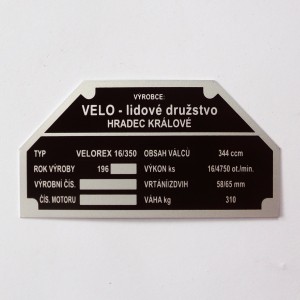 VÝROBCE:
VELO - lidové družstvo
HRADEC KRÁLOVÉ
TYP VELOREX 16/350 OBSAH VÁLCŮ 344 ccm
ROK VÝROBY 196 VÝKON ks 16/4750 ot./min.
VÝROBNÍ ČÍS. VRTÁNÍ/ZDVIH 58/65 mm
ČÍS. MOTORU VÁHA kg 310